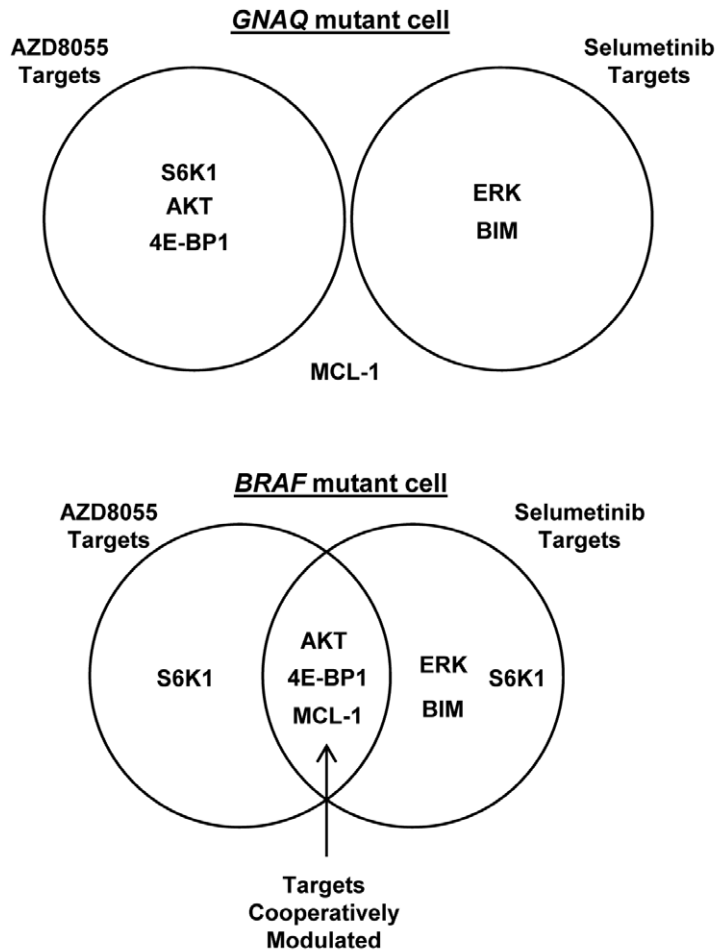 GNAQ mutant cell
AZD8055
Targets
Selumetinib
Targets
S6K1
AKT
4E-BP1
ERK
BIM
MCL-1
BRAF mutant cell
AZD8055
Targets
Selumetinib
Targets
S6K1
AKT
4E-BP1
MCL-1
ERK
BIM
S6K1
Targets
Cooperatively
Modulated